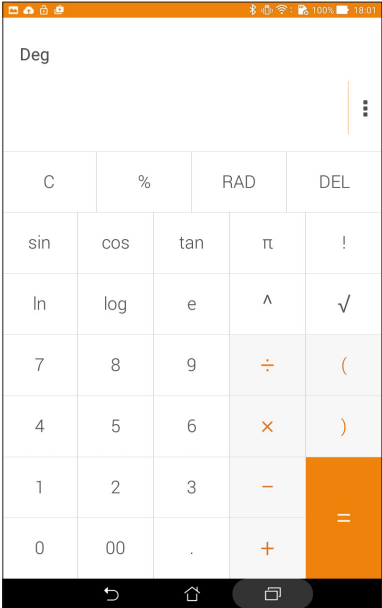 100% 18:01
Deg
C % RAD DEL
sin cos tan π !
ln log e ^ √
7 8 9 ÷ (
4 5 6 × )
1 2 3 −
=
0 00 . +